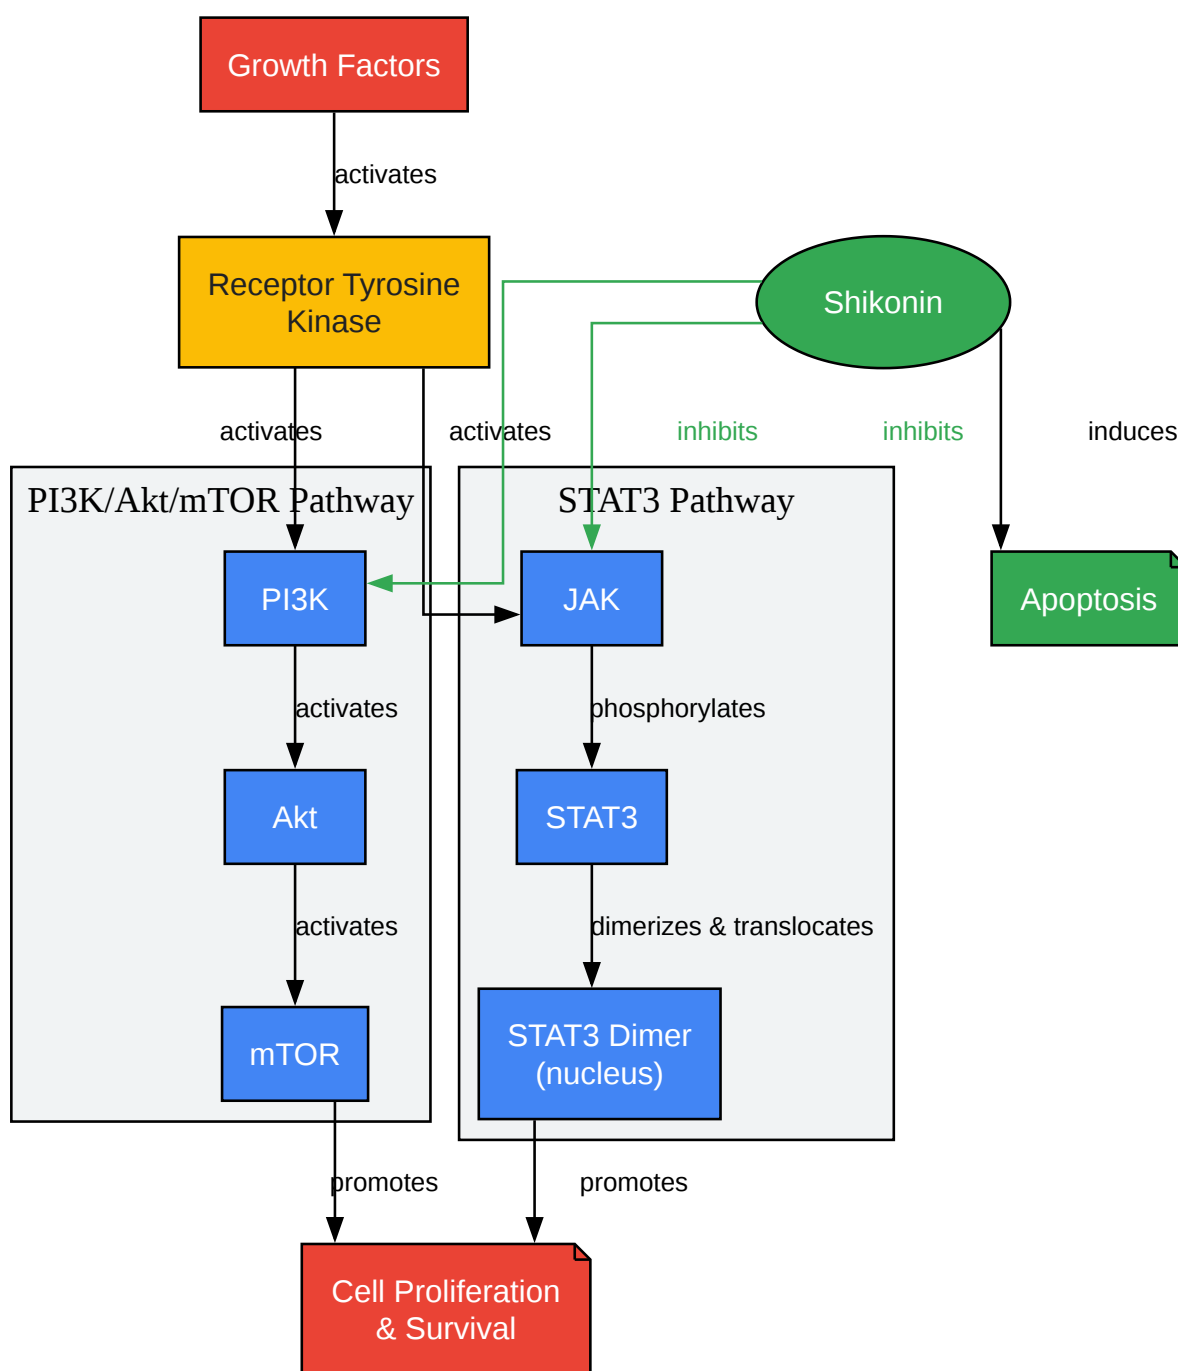 Growth Factors
activates
Receptor Tyrosine
Kinase
Shikonin
activates
activates
inhibits
inhibits
induces
PI3K/Akt/mTOR Pathway
STAT3 Pathway
PI3K
JAK
Apoptosis
activates
phosphorylates
Akt
STAT3
activates
dimerizes & translocates
mTOR
STAT3 Dimer
(nucleus)
promotes
promotes
Cell Proliferation
& Survival